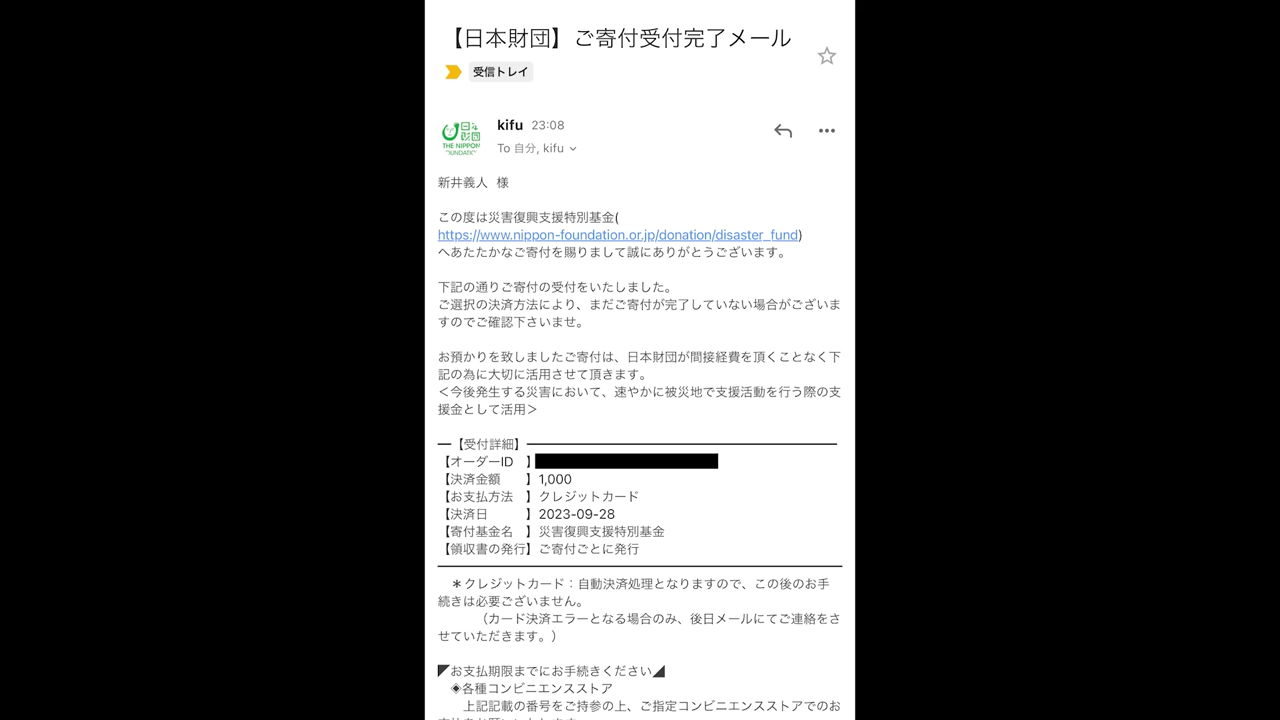 【日本財団】ご寄付受付完了メール
受信トレイ
kifu 23:08
To 自分, kifu
日本財団
THE NIPPON
FOUNDATION
新井義人 様
この度は災害復興支援特別基金(
https://www.nippon-foundation.or.jp/donation/disaster_fund)
へあたたかなご寄付を賜りまして誠にありがとうございます。
下記の通りご寄付の受付をいたしました。
ご選択の決済方法により、まだご寄付が完了していない場合がございま
すのでご確認下さいませ。
お預かりを致しましたご寄付は、日本財団が間接経費を頂くことなく下
記の為に大切に活用させて頂きます。
＜今後発生する災害において、速やかに被災地で支援活動を行う際の支
援金として活用＞
━【受付詳細】━━━━━━━━━━━━━━━━━━━━
【オーダーID 】
【決済金額 】1,000
【お支払方法 】クレジットカード
【決済日 】2023-09-28
【寄付基金名 】災害復興支援特別基金
【領収書の発行】ご寄付ごとに発行
＊クレジットカード：自動決済処理となりますので、この後のお手
続きは必要ございません。
（カード決済エラーとなる場合のみ、後日メールにてご連絡をさ
せていただきます。）
◤お支払期限までにお手続きください◢
◈各種コンビニエンスストア
上記記載の番号をご持参の上、ご指定コンビニエンスストアでのお